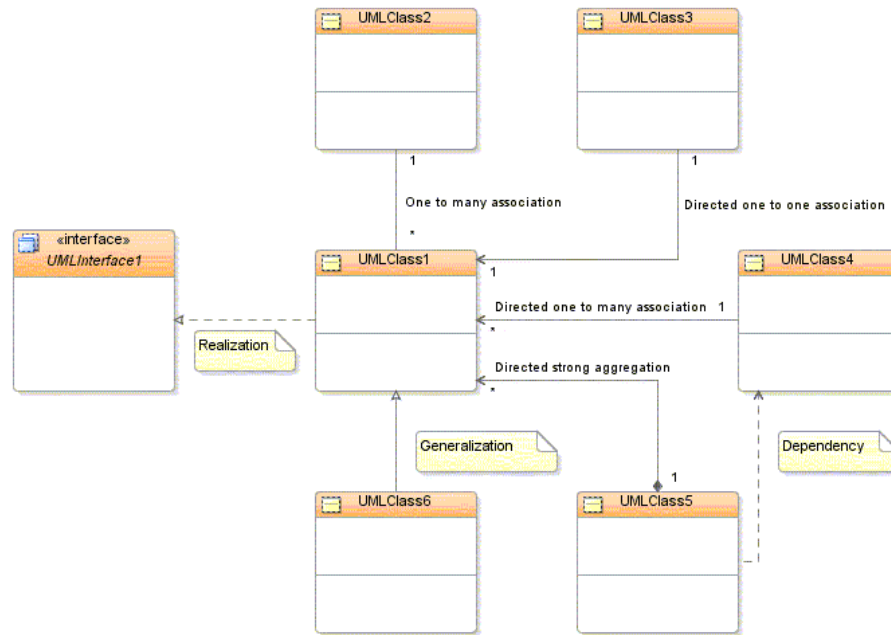 UMLClass2
UMLClass3
1
1
One to many association
Directed one to one association
*
«interface»
UMLInterface1
UMLClass1
UMLClass4
1
Directed one to many association 1
*
Realization
Directed strong aggregation
*
Generalization
Dependency
1
UMLClass6
UMLClass5